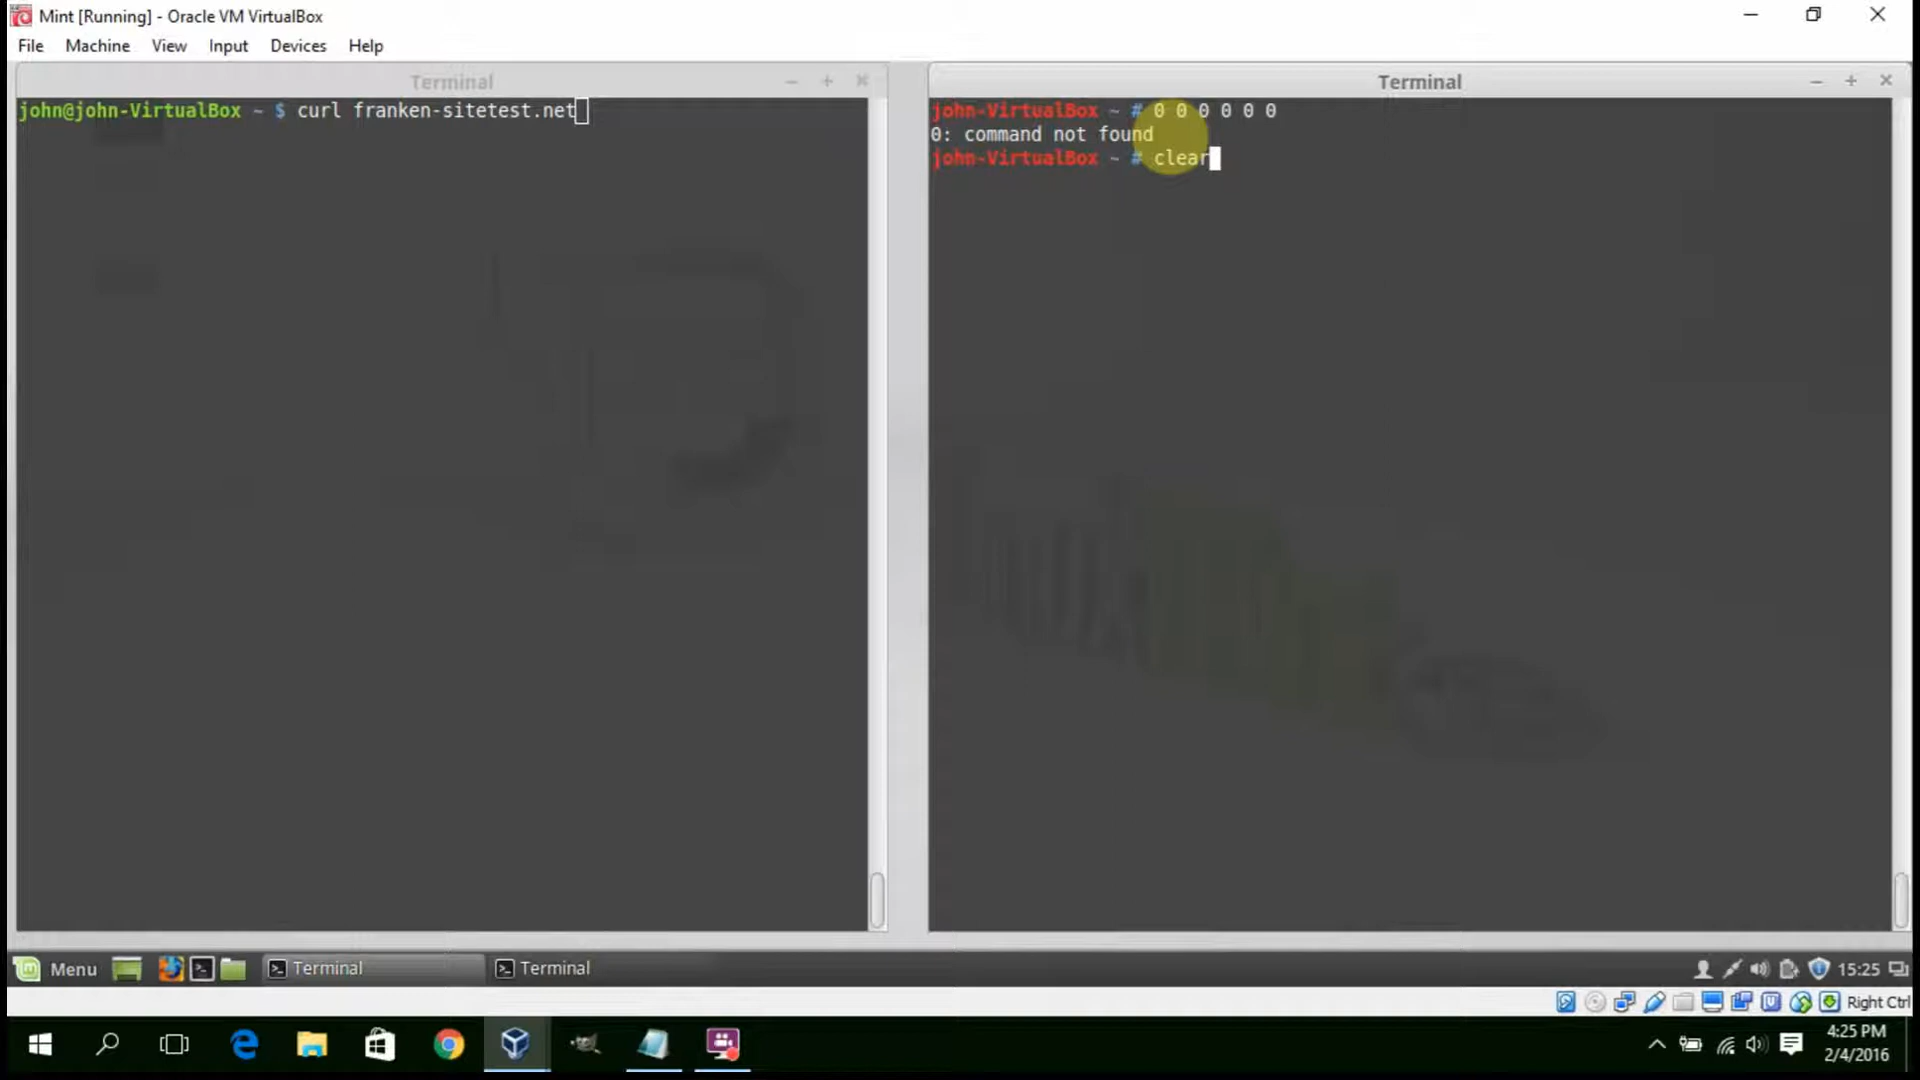 Mint [Running] - Oracle VM VirtualBox
File Machine View Input Devices Help
Terminal
john@john-VirtualBox ~ $ curl franken-sitetest.net
Terminal
john-VirtualBox ~ # 0 0 0 0 0 0
0: command not found
john-VirtualBox ~ # clear
Menu
Terminal
Terminal
15:25
Right Ctrl
4:25 PM
2/4/2016